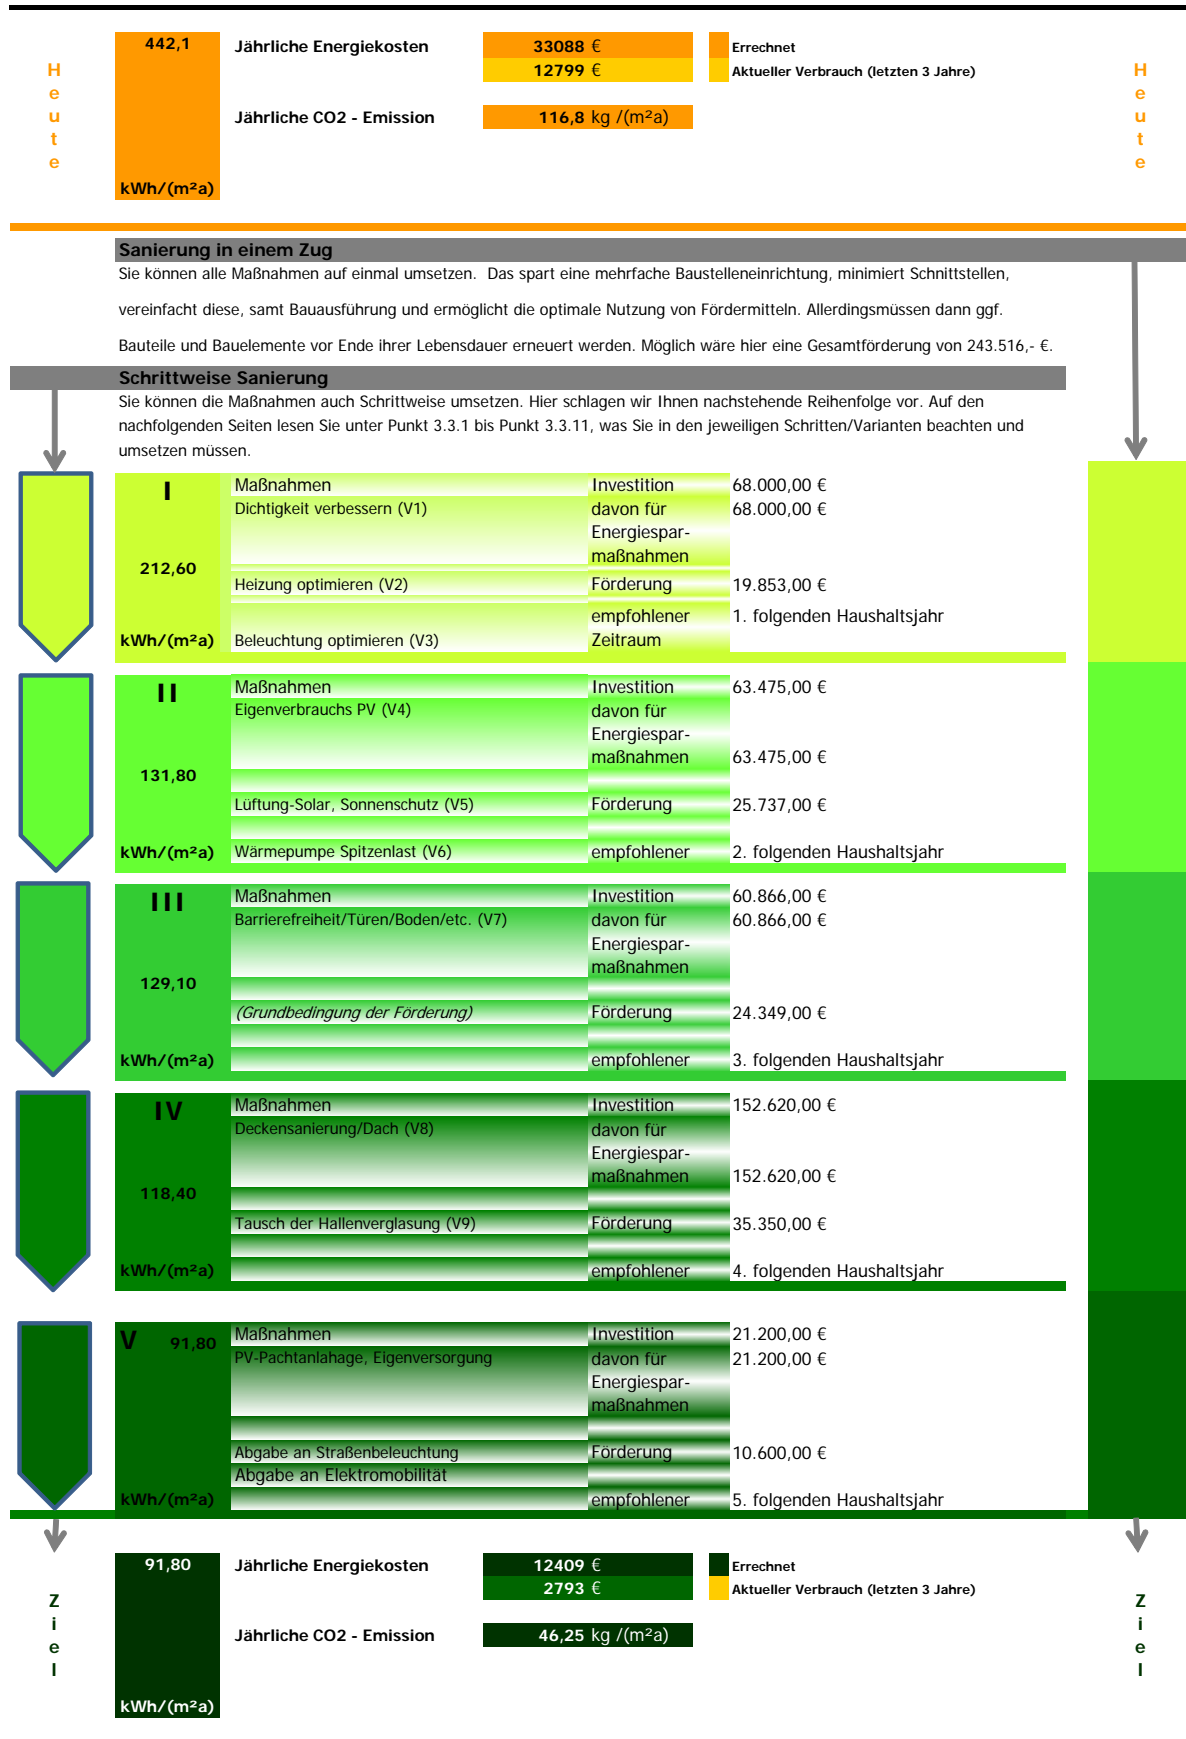 442,1 Jährliche Energiekosten 33088 € Errechnet
12799 € Aktueller Verbrauch (letzten 3 Jahre)
Heute Heute
Jährliche CO2 - Emission 116,8 kg /(m²a)
kWh/(m²a)
Sanierung in einem Zug
Sie können alle Maßnahmen auf einmal umsetzen. Das spart eine mehrfache Baustelleneinrichtung, minimiert Schnittstellen,
vereinfacht diese, samt Bauausführung und ermöglicht die optimale Nutzung von Fördermitteln. Allerdingsmüssen dann ggf.
Bauteile und Bauelemente vor Ende ihrer Lebensdauer erneuert werden. Möglich wäre hier eine Gesamtförderung von 243.516,- €.
Schrittweise Sanierung
Sie können die Maßnahmen auch Schrittweise umsetzen. Hier schlagen wir Ihnen nachstehende Reihenfolge vor. Auf den
nachfolgenden Seiten lesen Sie unter Punkt 3.3.1 bis Punkt 3.3.11, was Sie in den jeweiligen Schritten/Varianten beachten und
umsetzen müssen.
I Maßnahmen Investition 68.000,00 €
Dichtigkeit verbessern (V1) davon für 68.000,00 €
Energiespar-
maßnahmen
212,60
Heizung optimieren (V2) Förderung 19.853,00 €
empfohlener 1. folgenden Haushaltsjahr
kWh/(m²a) Beleuchtung optimieren (V3) Zeitraum
II Maßnahmen Investition 63.475,00 €
Eigenverbrauchs PV (V4) davon für
Energiespar-
maßnahmen 63.475,00 €
131,80
Lüftung-Solar, Sonnenschutz (V5) Förderung 25.737,00 €
kWh/(m²a) Wärmepumpe Spitzenlast (V6) empfohlener 2. folgenden Haushaltsjahr
III Maßnahmen Investition 60.866,00 €
Barrierefreiheit/Türen/Boden/etc. (V7) davon für 60.866,00 €
Energiespar-
maßnahmen
129,10
(Grundbedingung der Förderung) Förderung 24.349,00 €
kWh/(m²a) empfohlener 3. folgenden Haushaltsjahr
IV Maßnahmen Investition 152.620,00 €
Deckensanierung/Dach (V8) davon für
Energiespar-
maßnahmen 152.620,00 €
118,40
Tausch der Hallenverglasung (V9) Förderung 35.350,00 €
kWh/(m²a) empfohlener 4. folgenden Haushaltsjahr
V 91,80 Maßnahmen Investition 21.200,00 €
PV-Pachtanlahage, Eigenversorgung davon für 21.200,00 €
Energiespar-
maßnahmen
Abgabe an Straßenbeleuchtung Förderung 10.600,00 €
Abgabe an Elektromobilität
kWh/(m²a) empfohlener 5. folgenden Haushaltsjahr
91,80 Jährliche Energiekosten 12409 € Errechnet
2793 € Aktueller Verbrauch (letzten 3 Jahre)
Ziel Ziel
Jährliche CO2 - Emission 46,25 kg /(m²a)
kWh/(m²a)